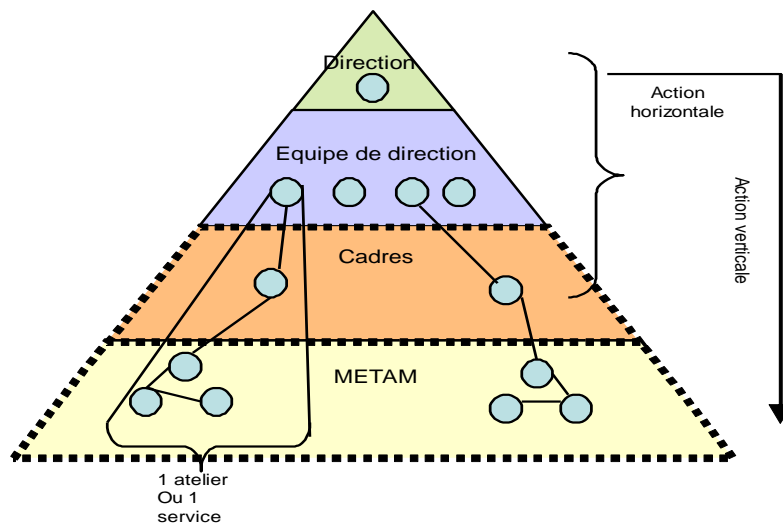 Direction
Action
horizontale
Equipe de direction
Action verticale
Cadres
METAM
1 atelier
Ou 1
service